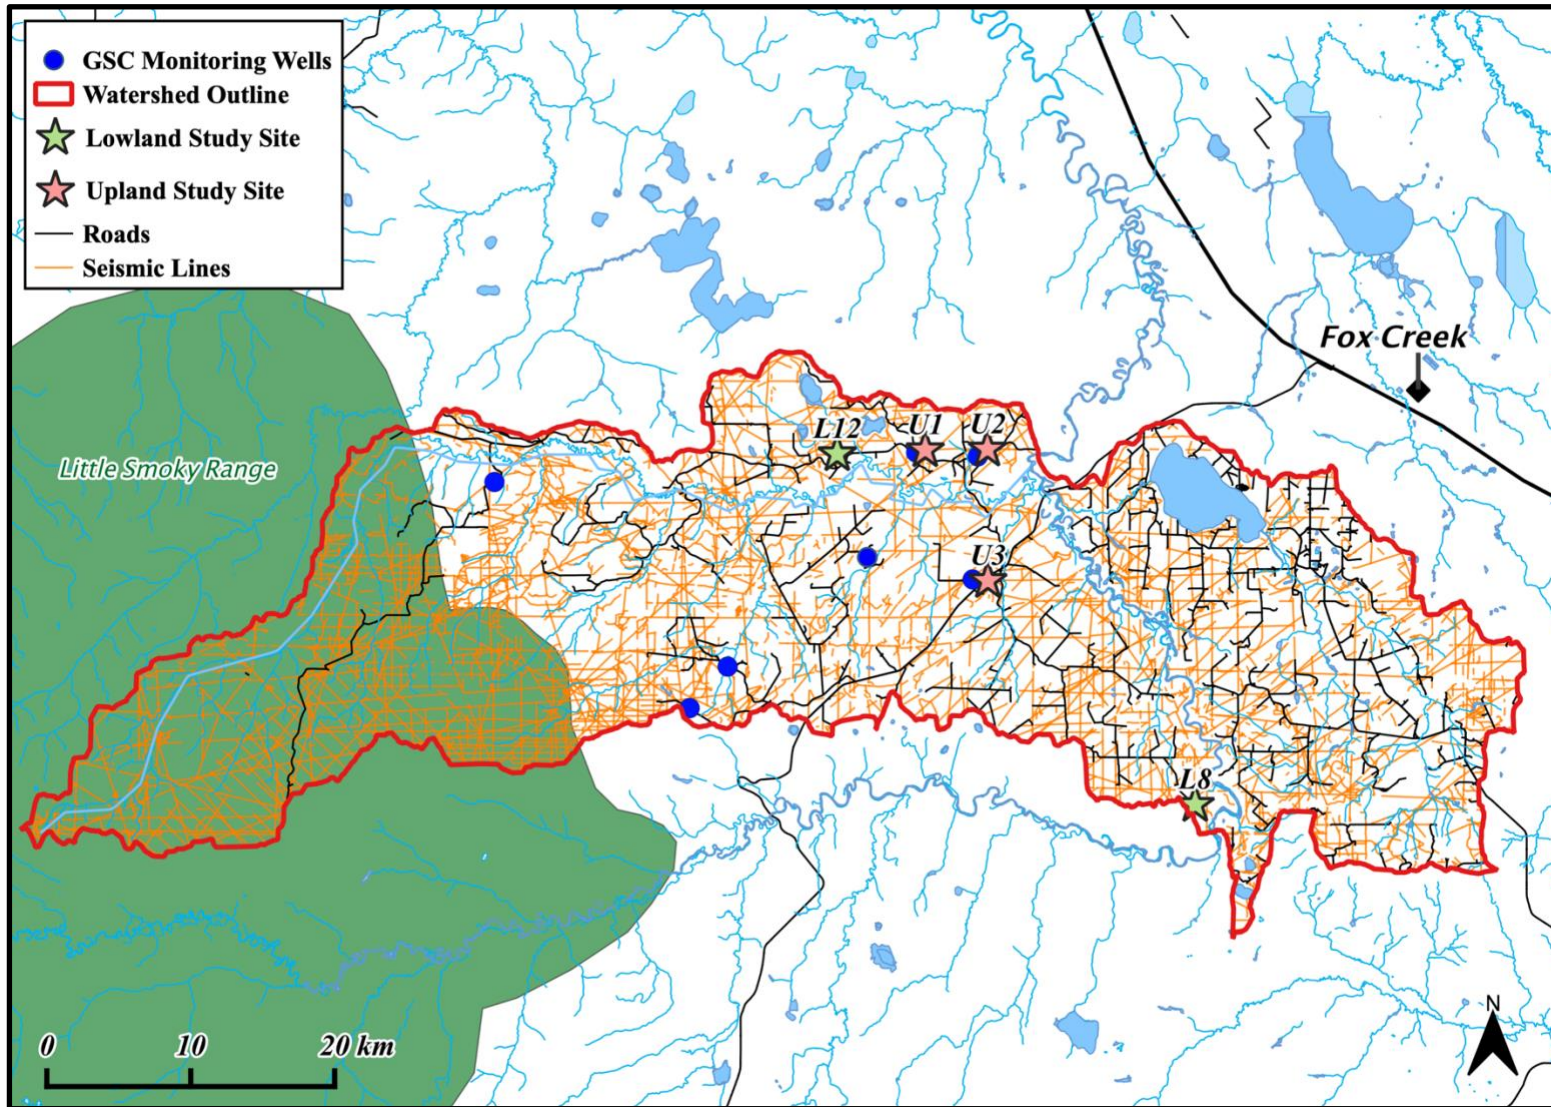 GSC Monitoring Wells
Watershed Outline
Lowland Study Site
Upland Study Site
Roads
Seismic Lines
Fox Creek
L12
U1
U2
Little Smoky Range
U3
L8
N
0 10 20 km